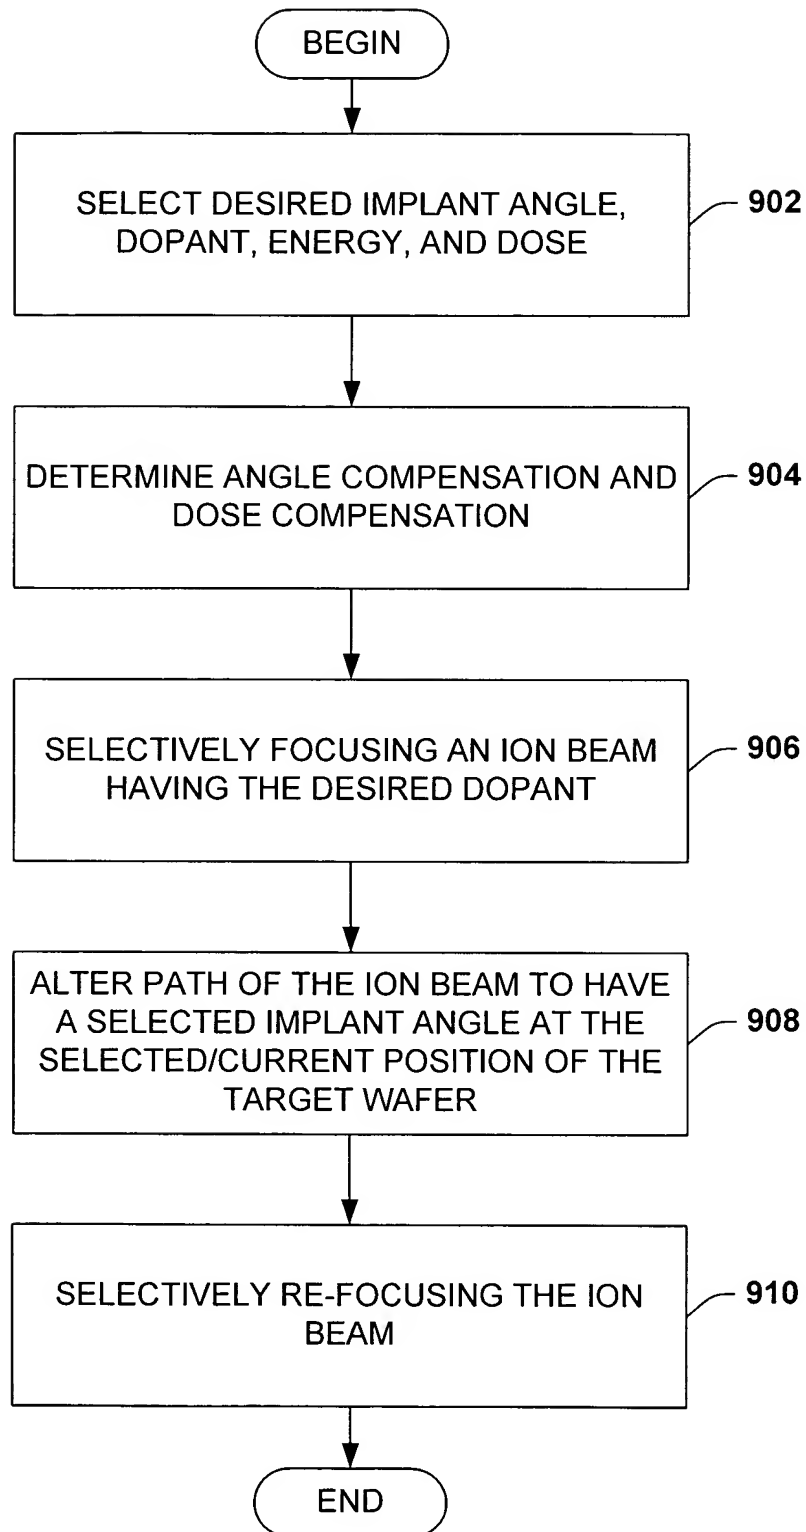 BEGIN
SELECT DESIRED IMPLANT ANGLE,
DOPANT, ENERGY, AND DOSE
902
DETERMINE ANGLE COMPENSATION AND
DOSE COMPENSATION
904
SELECTIVELY FOCUSING AN ION BEAM
HAVING THE DESIRED DOPANT
906
ALTER PATH OF THE ION BEAM TO HAVE
A SELECTED IMPLANT ANGLE AT THE
SELECTED/CURRENT POSITION OF THE
TARGET WAFER
908
SELECTIVELY RE-FOCUSING THE ION
BEAM
910
END